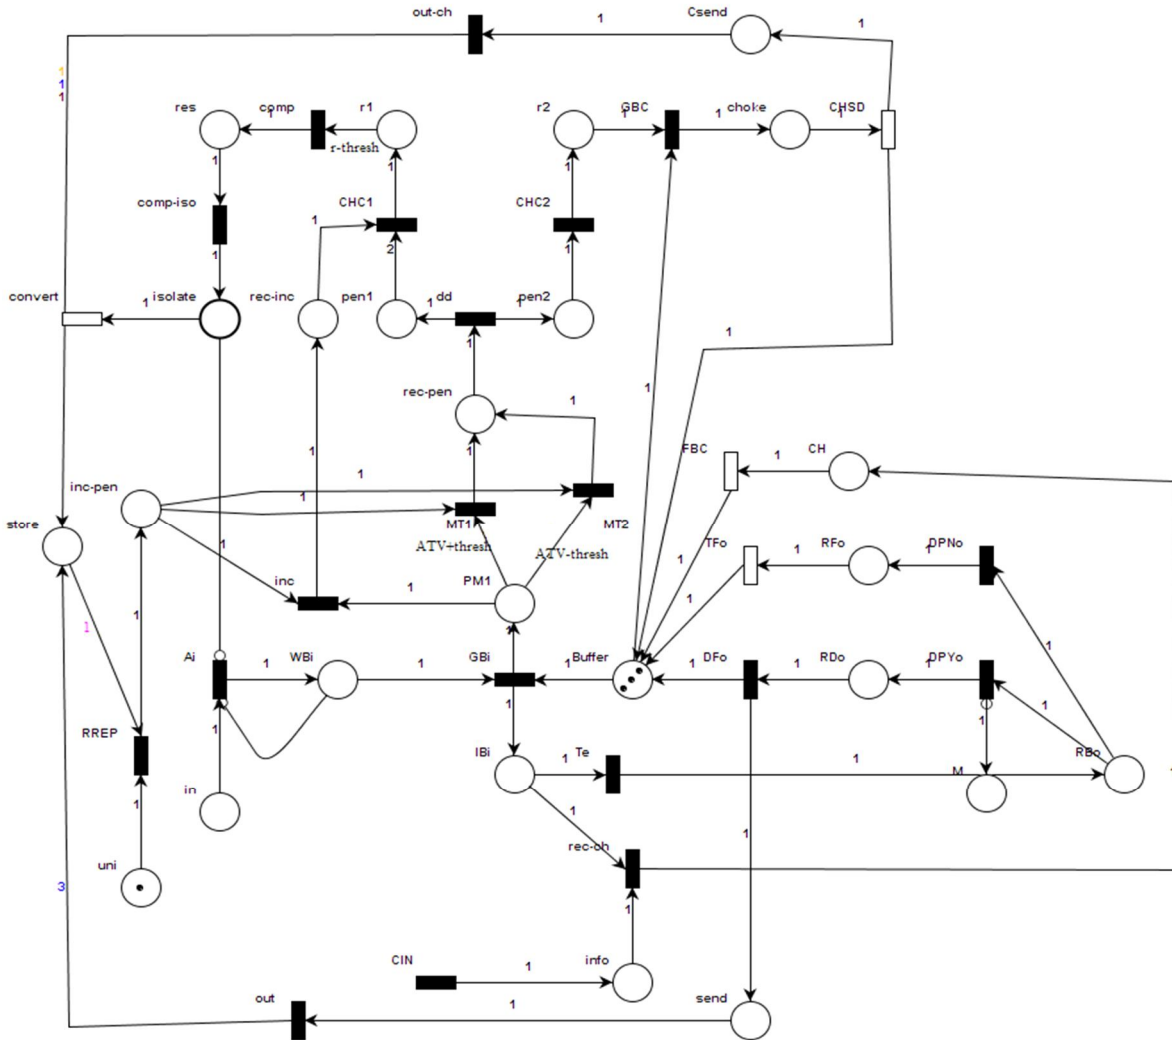 out-ch
1
Csend
1
1
1
1
res
comp
1
r1
r2
1
GBC
1
choke
1
CHSD
r-thresh
1
1
1
comp-iso
CHC1
CHC2
1
1
2
1
convert
1
isolate
rec-inc
pen1
1
dd
1
pen2
1
1
rec-pen
1
1
1
1
FBC
1
CH
inc-pen
1
1
store
MT1
MT2
1
ATV+thresh
ATV-thresh
1
TFo
1
RFo
1
DPNo
inc
1
PM1
1
1
1
1
1
Ai
1
WBi
1
GBi
1
Buffer
1
DFo
1
RDo
1
DPYo
1
1
1
1
RREP
IBi
1
Te
1
M
RBo
1
in
1
1
rec-ch
uni
3
1
CIN
1
info
out
1
send